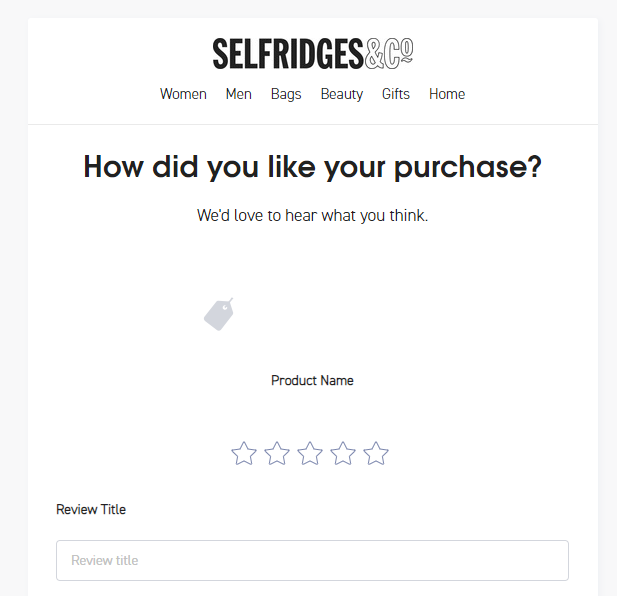 SELFRIDGES&Cº
Women Men Bags Beauty Gifts Home
How did you like your purchase?
We'd love to hear what you think.
Product Name
Review Title
Review title